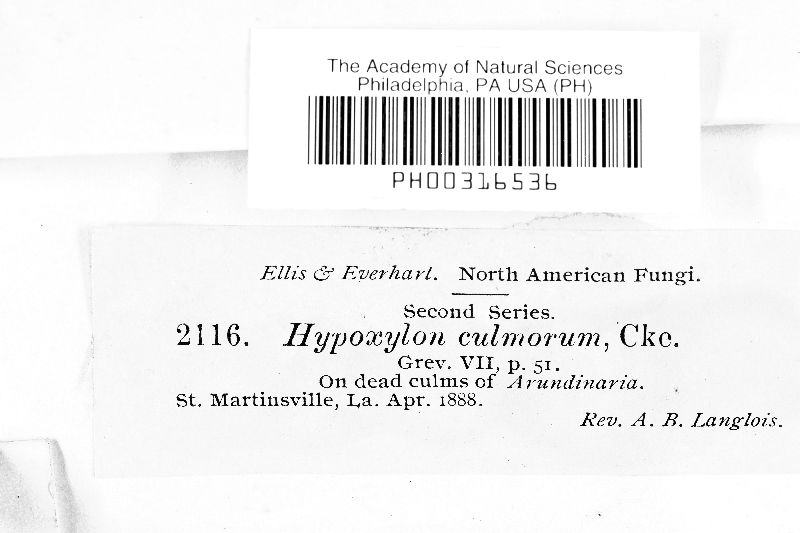 The Academy of Natural Sciences
Philadelphia, PA USA (PH)
PH00316536
Ellis & Everhart. North American Fungi.
Second Series.
2116. Hypoxylon culmorum, Cke.
Grev. VII, p. 51.
On dead culms of Arundinaria.
St. Martinsville, La. Apr. 1888.
Rev. A. B. Langlois.